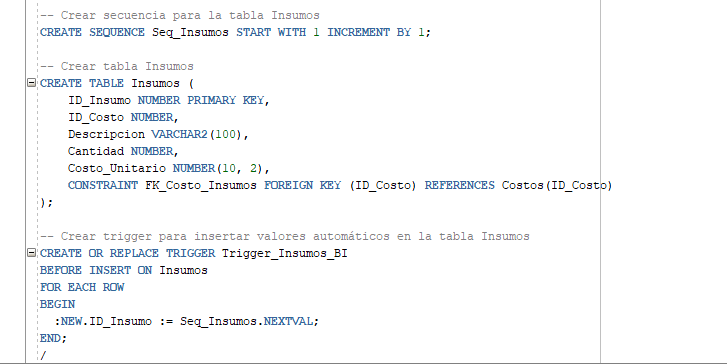 -- Crear secuencia para la tabla Insumos
CREATE SEQUENCE Seq_Insumos START WITH 1 INCREMENT BY 1;

-- Crear tabla Insumos
CREATE TABLE Insumos (
    ID_Insumo NUMBER PRIMARY KEY,
    ID_Costo NUMBER,
    Descripcion VARCHAR2(100),
    Cantidad NUMBER,
    Costo_Unitario NUMBER(10, 2),
    CONSTRAINT FK_Costo_Insumos FOREIGN KEY (ID_Costo) REFERENCES Costos(ID_Costo)
);

-- Crear trigger para insertar valores automáticos en la tabla Insumos
CREATE OR REPLACE TRIGGER Trigger_Insumos_BI
BEFORE INSERT ON Insumos
FOR EACH ROW
BEGIN
  :NEW.ID_Insumo := Seq_Insumos.NEXTVAL;
END;
/